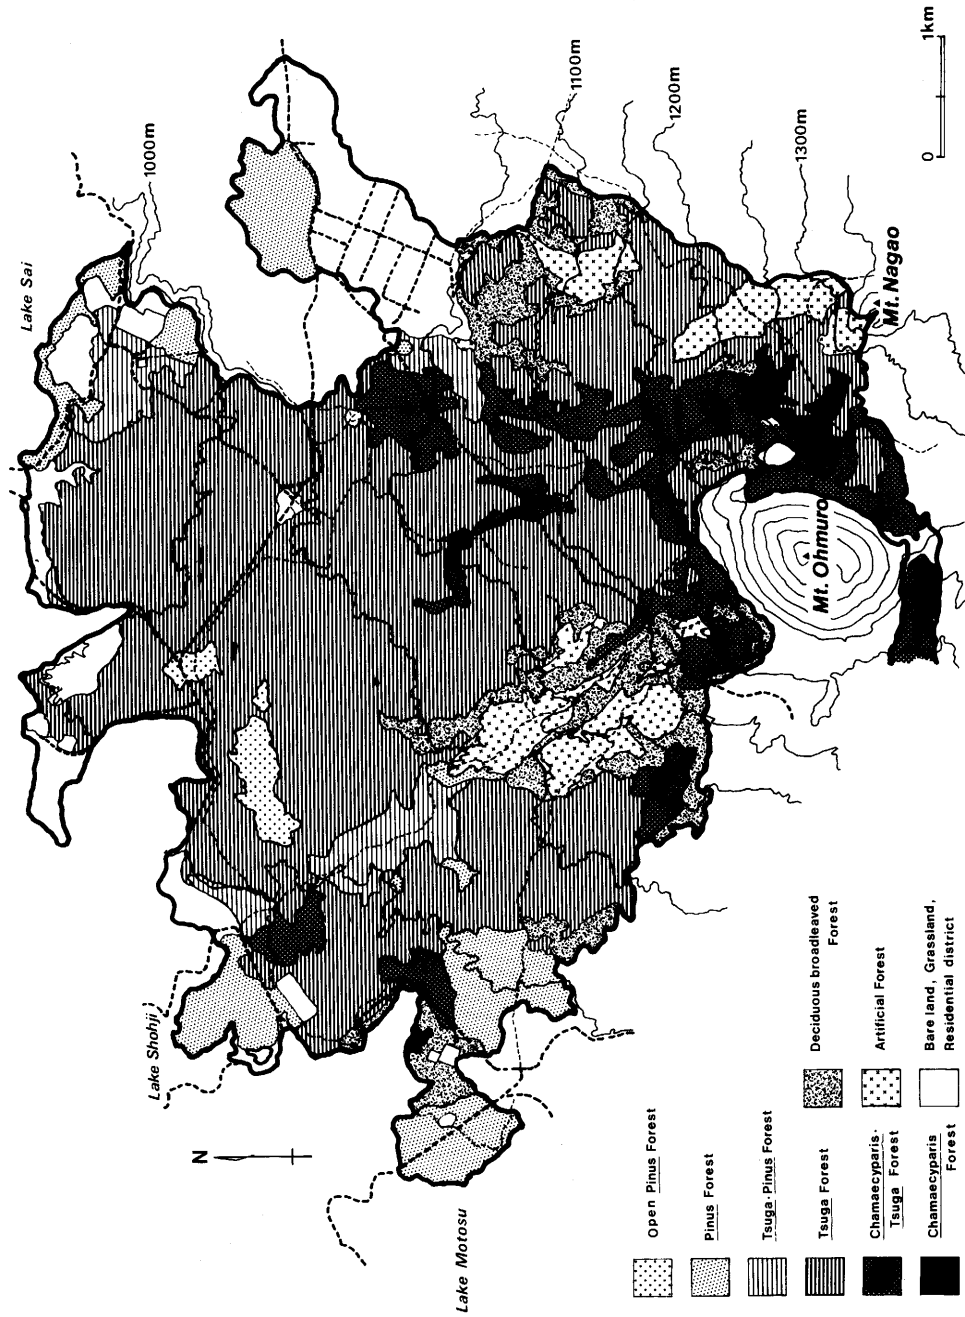 Lake Sai
1000m
1100m
1200m
1300m
0 1km
Mt. Nagao
Mt. Ohmuro
Lake Shohji
Lake Motosu
N
Open Pinus Forest
Pinus Forest
Tsuga·Pinus Forest
Tsuga Forest
Chamaecyparis·
Tsuga Forest
Chamaecyparis
Forest
Deciduous broadleaved
Forest
Artificial Forest
Bare land, Grassland,
Residential district